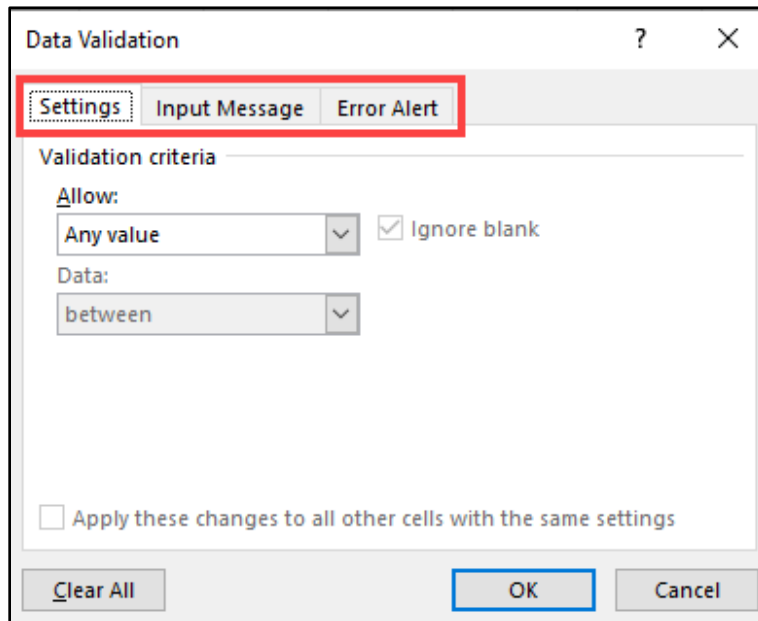 Data Validation ?
Settings Input Message Error Alert
Validation criteria
Allow:
Any value Ignore blank
Data:
between
Apply these changes to all other cells with the same settings
Clear All OK Cancel